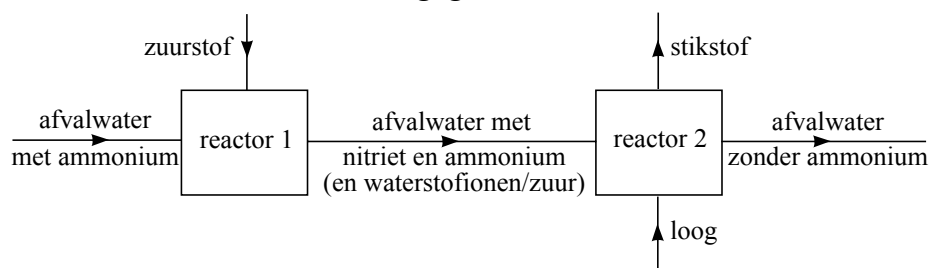 zuurstof
stikstof
afvalwater
met ammonium
reactor 1
afvalwater met
nitriet en ammonium
(en waterstofionen/zuur)
reactor 2
afvalwater
zonder ammonium
loog